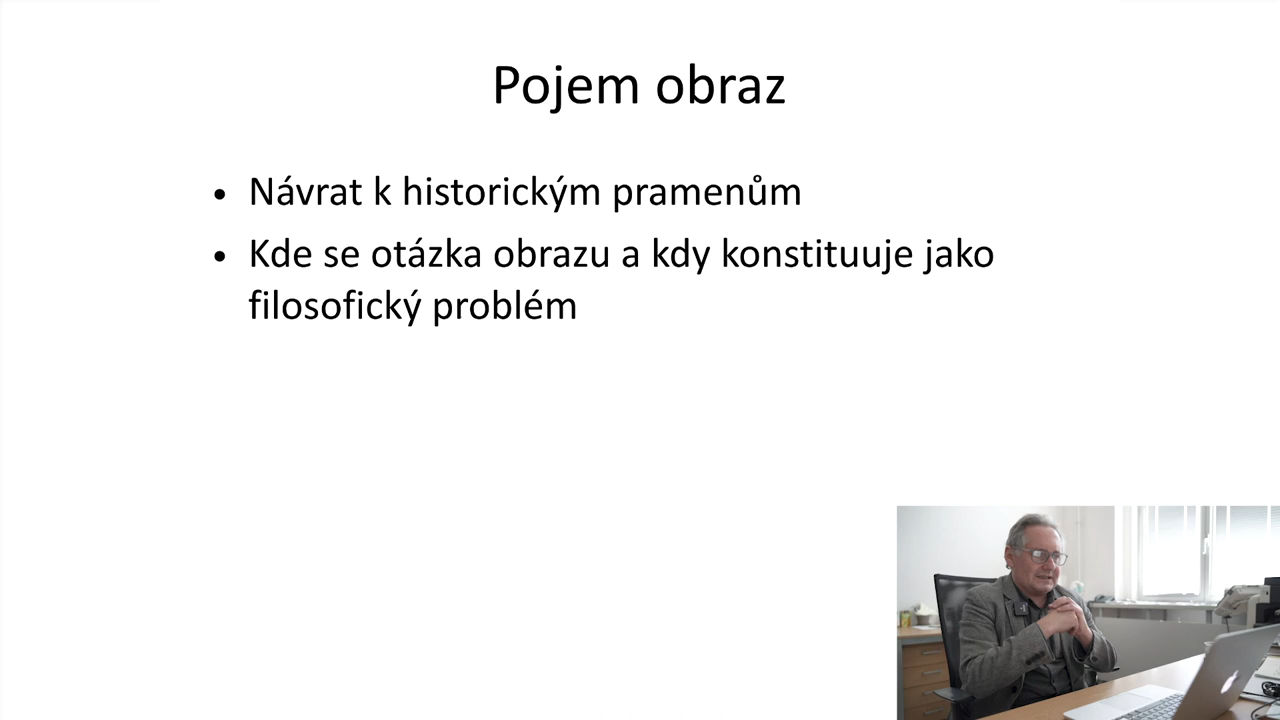 Pojem obraz
• Návrat k historickým pramenům
• Kde se otázka obrazu a kdy konstituuje jako
filosofický problém